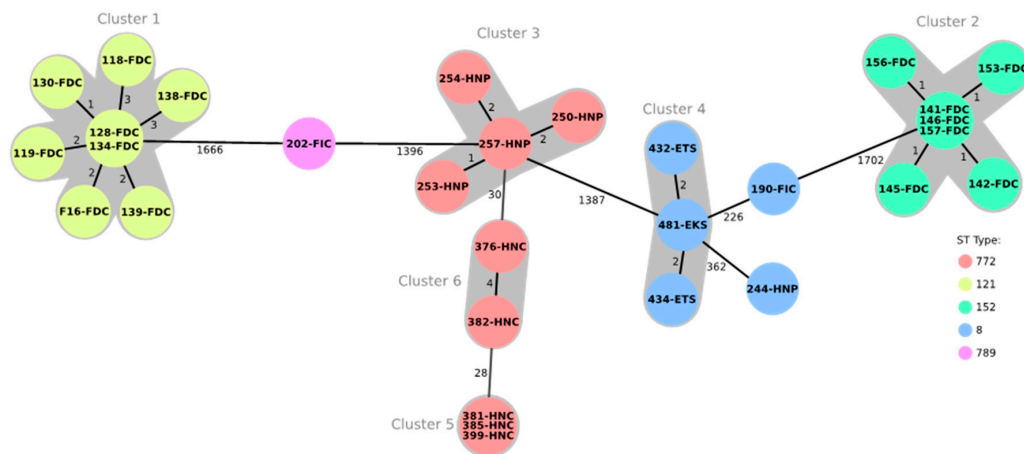 Cluster 1
118-FDC
130-FDC
138-FDC
1
3
3
128-FDC
134-FDC
119-FDC
2
2
2
F16-FDC
139-FDC
1666
202-FIC
1396
Cluster 3
254-HNP
250-HNP
2
2
257-HNP
1
253-HNP
30
1387
376-HNC
Cluster 6
4
382-HNC
28
Cluster 5
381-HNC
385-HNC
399-HNC
Cluster 4
432-ETS
2
481-EKS
226
190-FIC
1702
2
362
434-ETS
244-HNP
Cluster 2
156-FDC
153-FDC
1
1
141-FDC
146-FDC
157-FDC
1
1
145-FDC
142-FDC
ST Type:
772
121
152
8
789